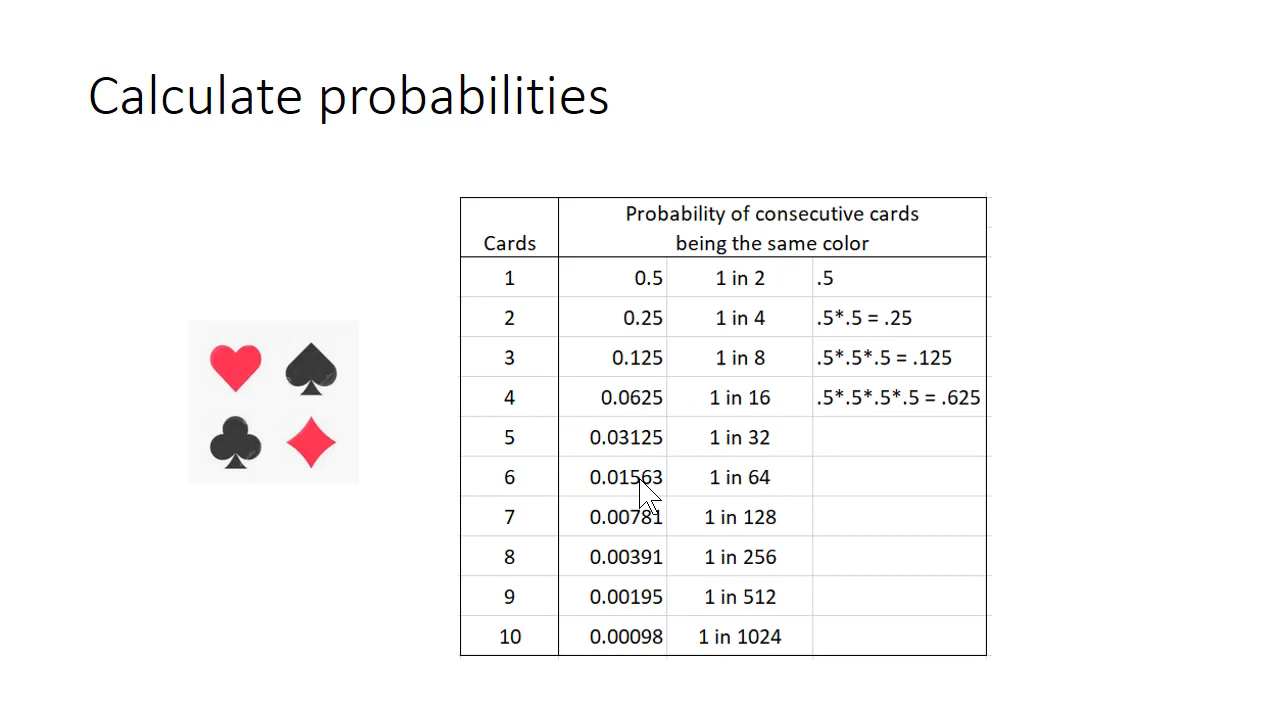 Calculate probabilities
Probability of consecutive cards
Cards being the same color
1 0.5 1 in 2 .5
2 0.25 1 in 4 .5*.5 = .25
3 0.125 1 in 8 .5*.5*.5 = .125
4 0.0625 1 in 16 .5*.5*.5*.5 = .625
5 0.03125 1 in 32
6 0.01563 1 in 64
7 0.00781 1 in 128
8 0.00391 1 in 256
9 0.00195 1 in 512
10 0.00098 1 in 1024